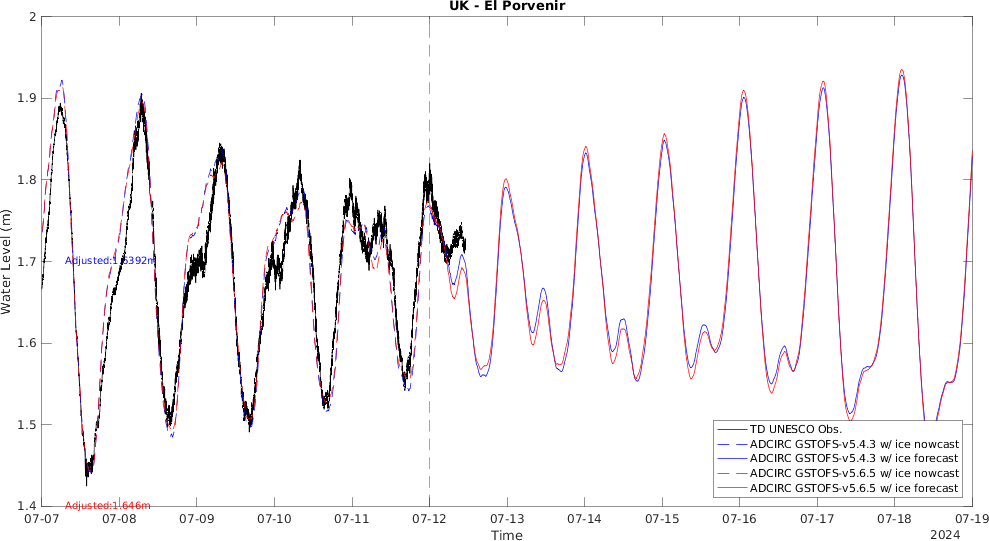 UK - El Porvenir
2
1.9
1.8
1.7
1.6
1.5
1.4
Water Level (m)
Adjusted:1.6392m
Adjusted:1.646m
TD UNESCO Obs.
ADCIRC GSTOFS-v5.4.3 w/ ice nowcast
ADCIRC GSTOFS-v5.4.3 w/ ice forecast
ADCIRC GSTOFS-v5.6.5 w/ ice nowcast
ADCIRC GSTOFS-v5.6.5 w/ ice forecast
07-07 07-08 07-09 07-10 07-11 07-12 07-13 07-14 07-15 07-16 07-17 07-18 07-19
Time
2024